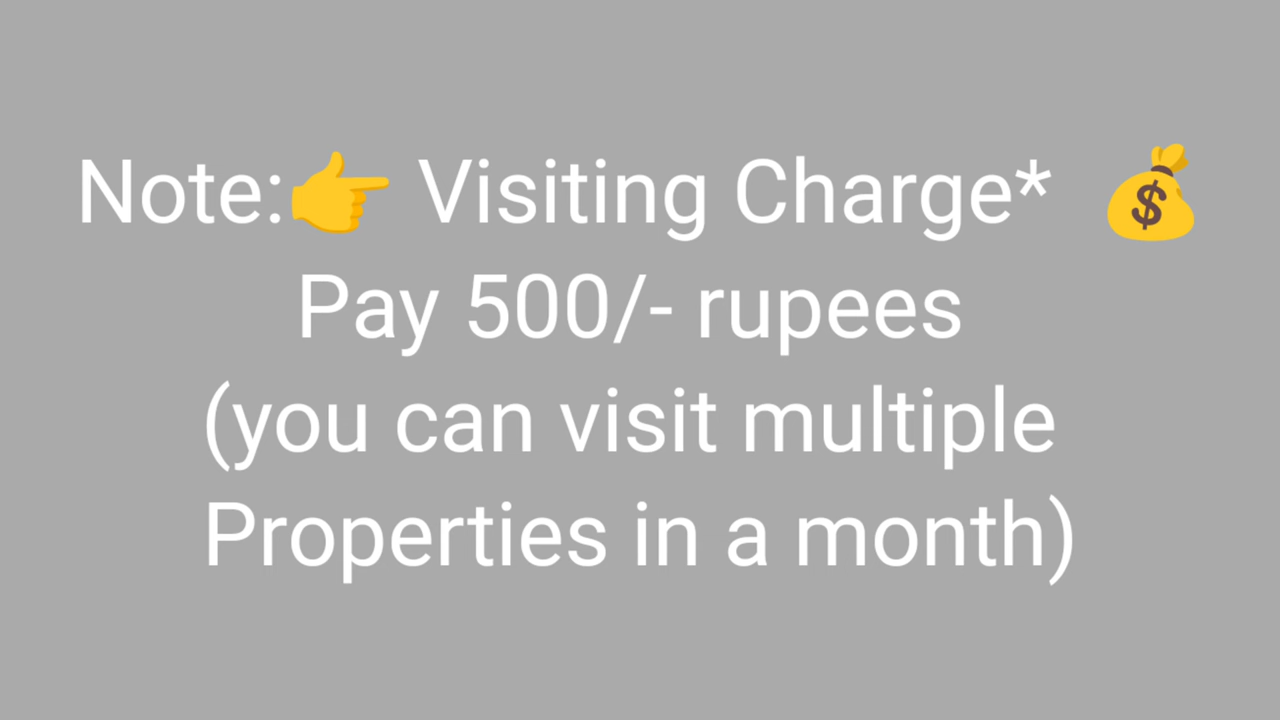 Note:👉 Visiting Charge* 💰
Pay 500/- rupees
(you can visit multiple
Properties in a month)